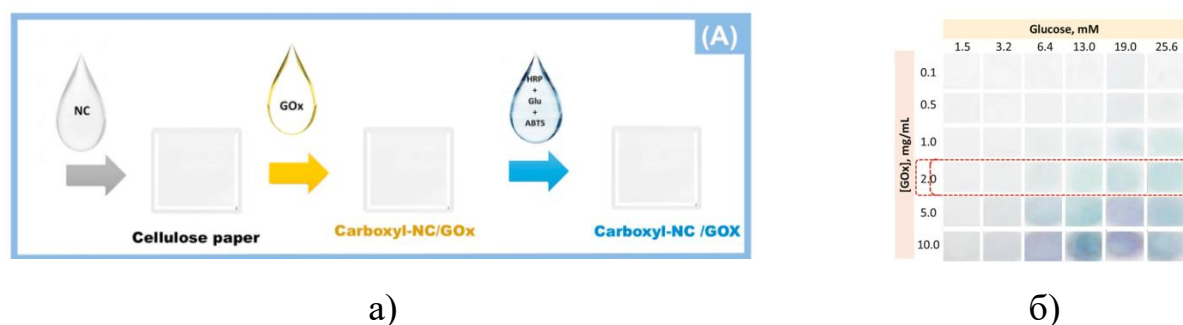 (A)
NC
GOx
HRP
+
Glu
+
ABTS
Cellulose paper
Carboxyl-NC/GOx
Carboxyl-NC /GOX
Glucose, mM
1.5 3.2 6.4 13.0 19.0 25.6
[GOx], mg/mL
0.1
0.5
1.0
2.0
5.0
10.0
а)
б)